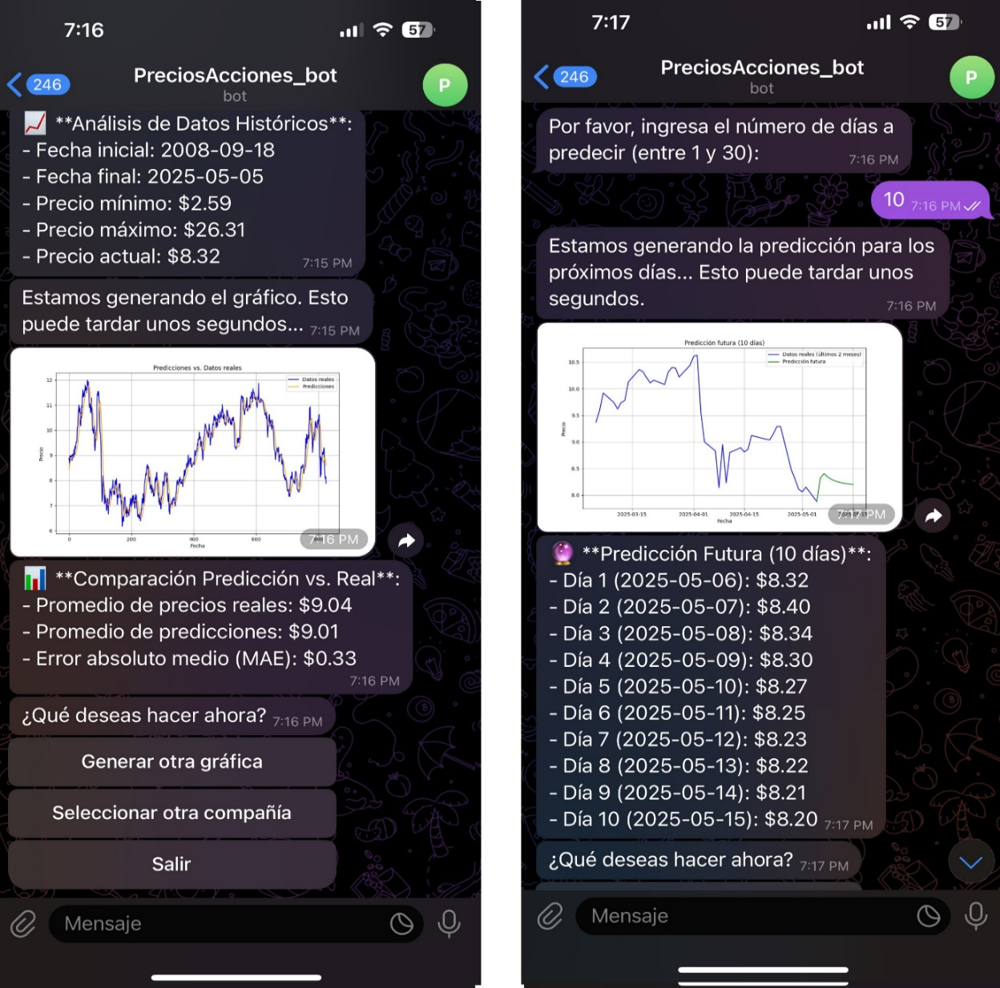 7:16
57
246
PreciosAcciones_bot
bot
P
**Análisis de Datos Históricos**:
- Fecha inicial: 2008-09-18
- Fecha final: 2025-05-05
- Precio mínimo: $2.59
- Precio máximo: $26.31
- Precio actual: $8.32
7:15 PM
Estamos generando el gráfico. Esto
puede tardar unos segundos... 7:15 PM
Predicciones vs. Datos reales
Datos reales
Predicciones
12
11
10
9
8
7
6
Precio
0 200 400 600 800
Fecha
7:16 PM
**Comparación Predicción vs. Real**:
- Promedio de precios reales: $9.04
- Promedio de predicciones: $9.01
- Error absoluto medio (MAE): $0.33
7:16 PM
¿Qué deseas hacer ahora? 7:16 PM
Generar otra gráfica
Seleccionar otra compañía
Salir
Mensaje
7:17
57
246
PreciosAcciones_bot
bot
P
Por favor, ingresa el número de días a
predecir (entre 1 y 30):
7:16 PM
10 7:16 PM
Estamos generando la predicción para los
próximos días... Esto puede tardar unos
segundos.
7:16 PM
Predicción futura (10 días)
Datos reales (últimos 2 meses)
Predicción futura
10.5
10.0
9.5
9.0
8.5
8.0
Precio
2025-03-15 2025-04-01 2025-04-15 2025-05-01 2025-05-15
Fecha
7:17 PM
**Predicción Futura (10 días)**:
- Día 1 (2025-05-06): $8.32
- Día 2 (2025-05-07): $8.40
- Día 3 (2025-05-08): $8.34
- Día 4 (2025-05-09): $8.30
- Día 5 (2025-05-10): $8.27
- Día 6 (2025-05-11): $8.25
- Día 7 (2025-05-12): $8.23
- Día 8 (2025-05-13): $8.22
- Día 9 (2025-05-14): $8.21
- Día 10 (2025-05-15): $8.20 7:17 PM
¿Qué deseas hacer ahora? 7:17 PM
Mensaje